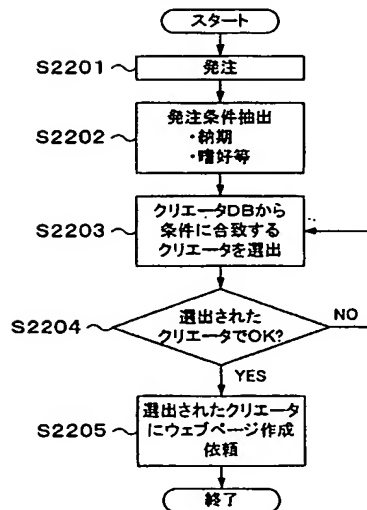 スタート
S2201
発注
S2202
発注条件抽出
・納期
・嗜好等
S2203
クリエータDBから
条件に合致する
クリエータを選出
S2204
選出された
クリエータでOK?
NO
YES
S2205
選出されたクリエータ
にウェブページ作成
依頼
終了